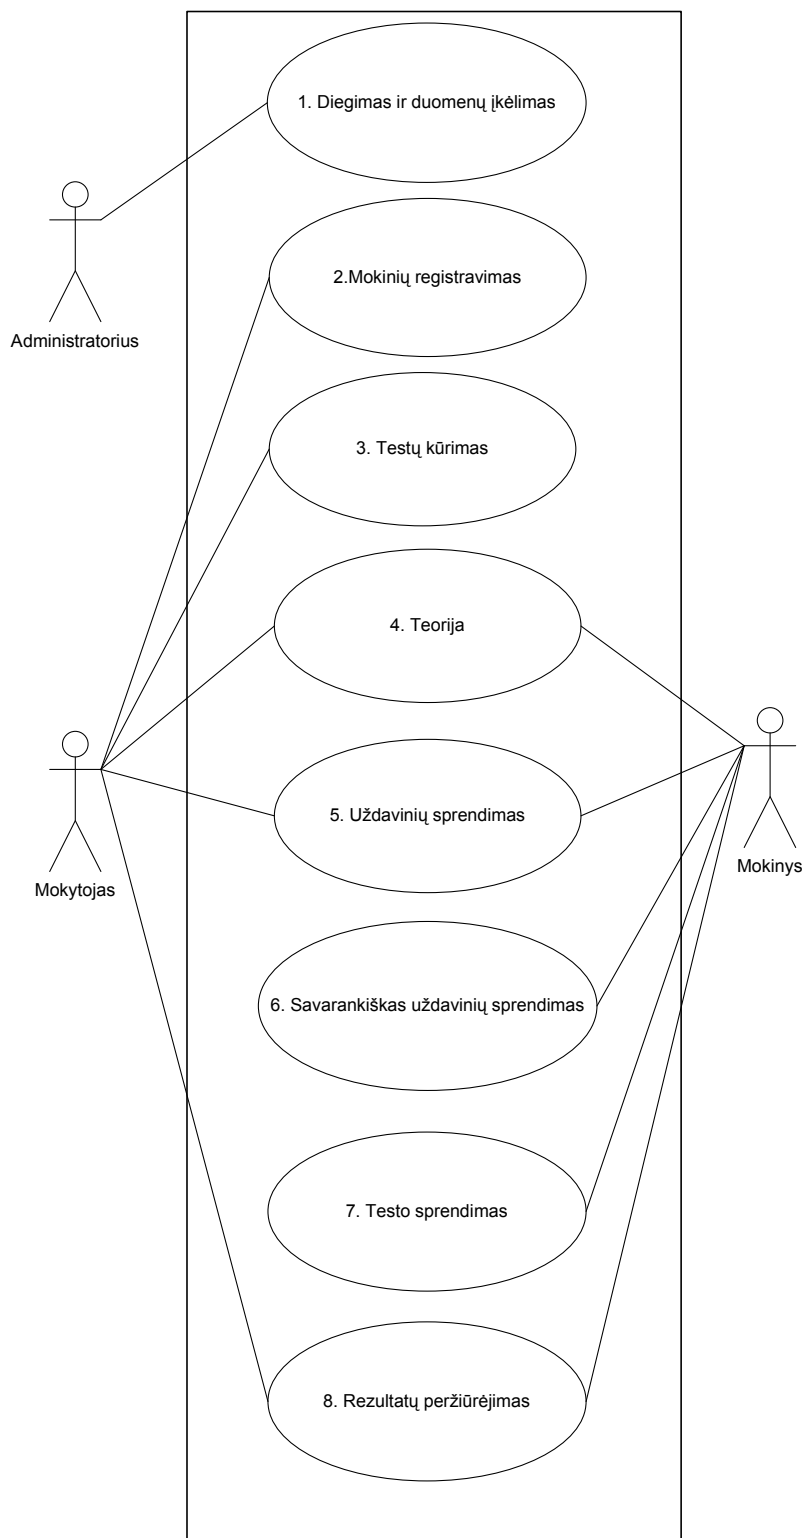 1. Diegimas ir duomenų įkėlimas
2.Mokinių registravimas
Administratorius
3. Testų kūrimas
4. Teorija
5. Uždavinių sprendimas
Mokytojas
Mokinys
6. Savarankiškas uždavinių sprendimas
7. Testo sprendimas
8. Rezultatų peržiūrėjimas